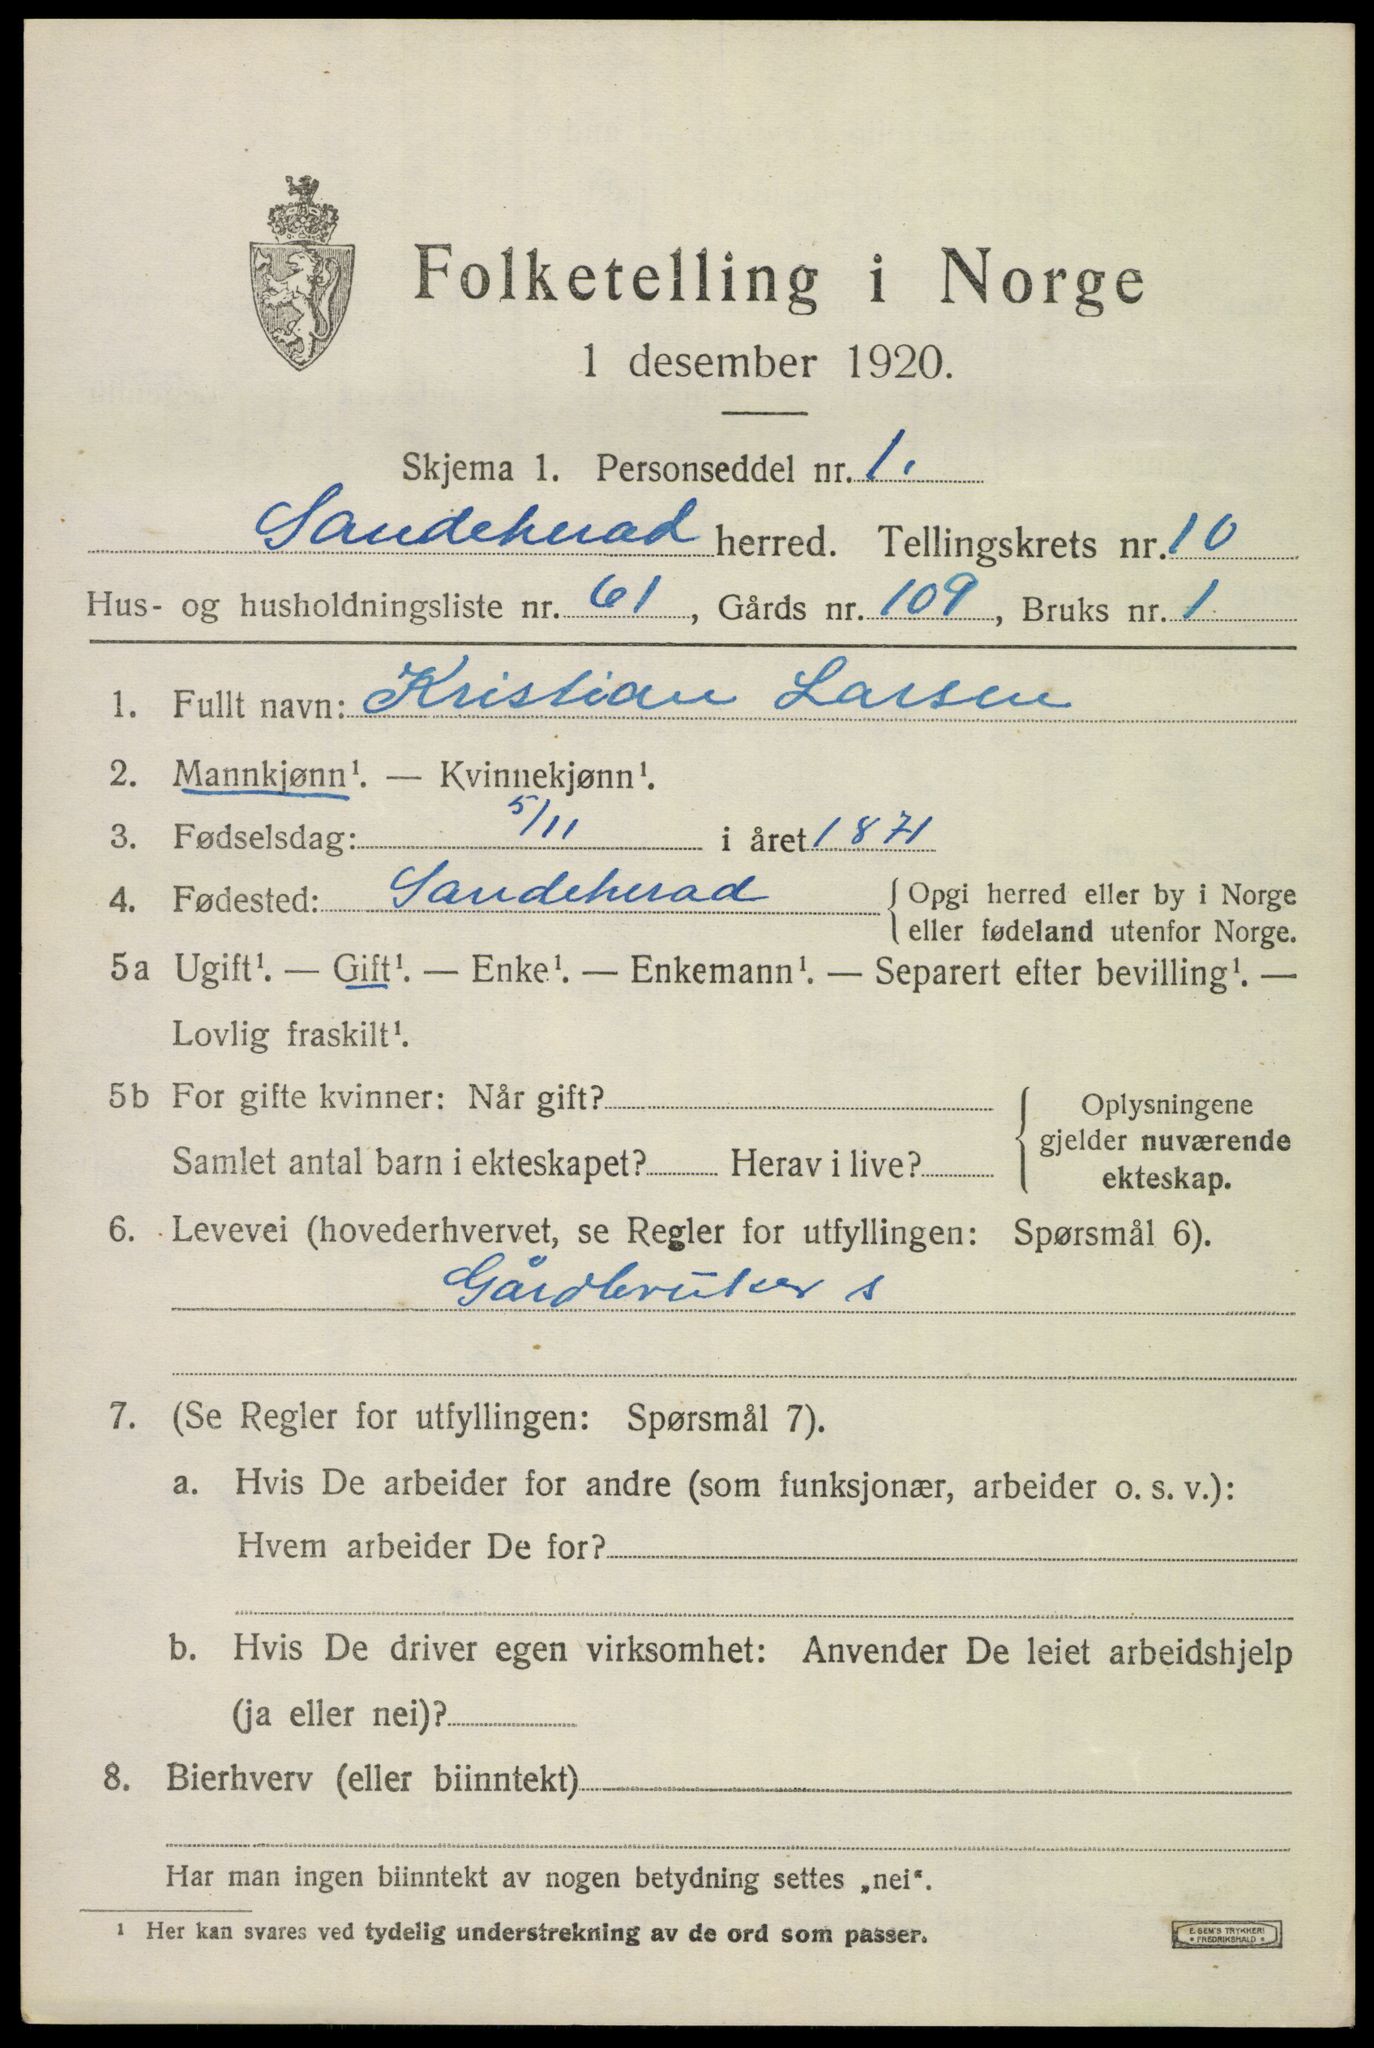 Folketelling i Norge
1 desember 1920.
Skjema 1. Personseddel nr. 1.
Sandeherad herred. Tellingskrets nr. 10
Hus- og husholdningsliste nr. 61, Gårds nr. 109, Bruks nr. 1
1. Fullt navn: Kristian Larsen
2. Mannkjønn¹. — Kvinnekjønn¹.
3. Fødselsdag: 5/11 i året 1871
4. Fødested: Sandeherad { Opgi herred eller by i Norge
eller fødeland utenfor Norge.
5a Ugift¹. — Gift¹. — Enke¹. — Enkemann¹. — Separert efter bevilling¹. —
Lovlig fraskilt¹.
5b For gifte kvinner: Når gift?
Samlet antal barn i ekteskapet? Herav i live?
{ Oplysningene
gjelder nuværende
ekteskap.
6. Levevei (hovederhvervet, se Regler for utfyllingen: Spørsmål 6).
Gårdbruker s
7. (Se Regler for utfyllingen: Spørsmål 7).
a. Hvis De arbeider for andre (som funksjonær, arbeider o. s. v.):
Hvem arbeider De for?
b. Hvis De driver egen virksomhet: Anvender De leiet arbeidshjelp
(ja eller nei)?
8. Bierhverv (eller biinntekt)
Har man ingen biinntekt av nogen betydning settes „nei“.
¹ Her kan svares ved tydelig understrekning av de ord som passer.
E. SEM'S TRYKKERI
* FREDRIKSHALD *